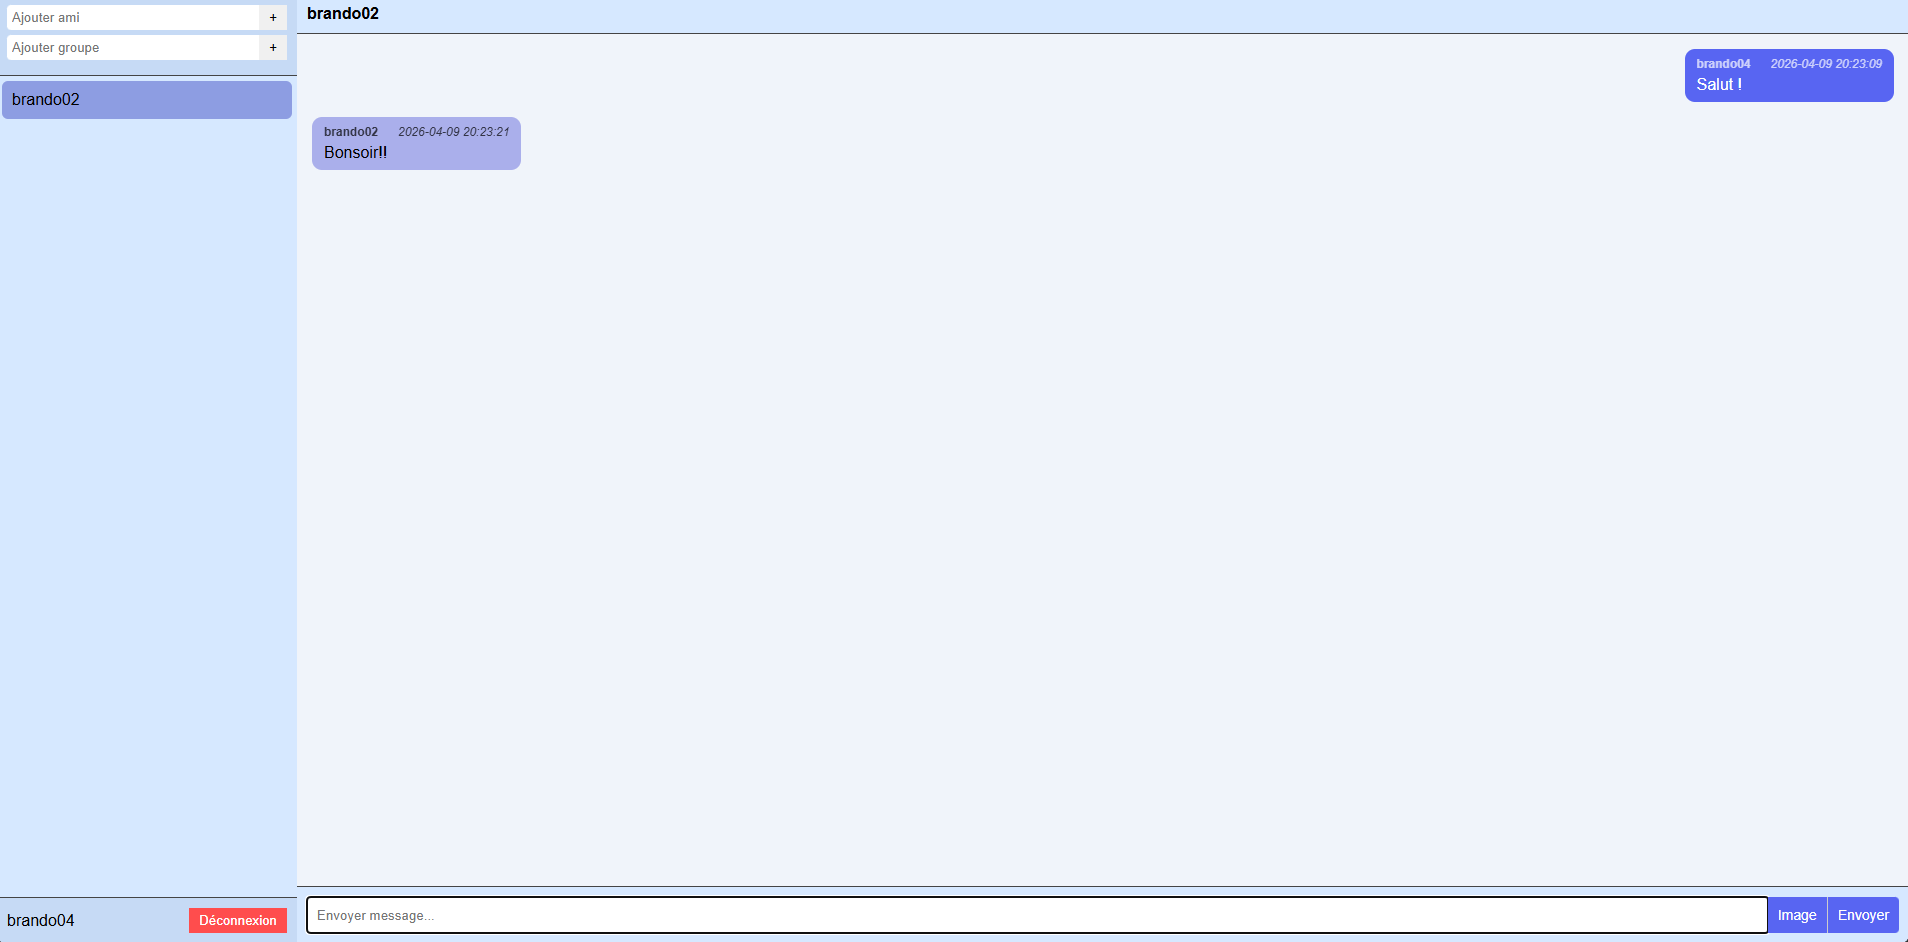 Ajouter ami +
Ajouter groupe +
brando02
brando04 Déconnexion
brando02
brando04 2026-04-09 20:23:09
Salut !
brando02 2026-04-09 20:23:21
Bonsoir!!
Envoyer message... Image Envoyer